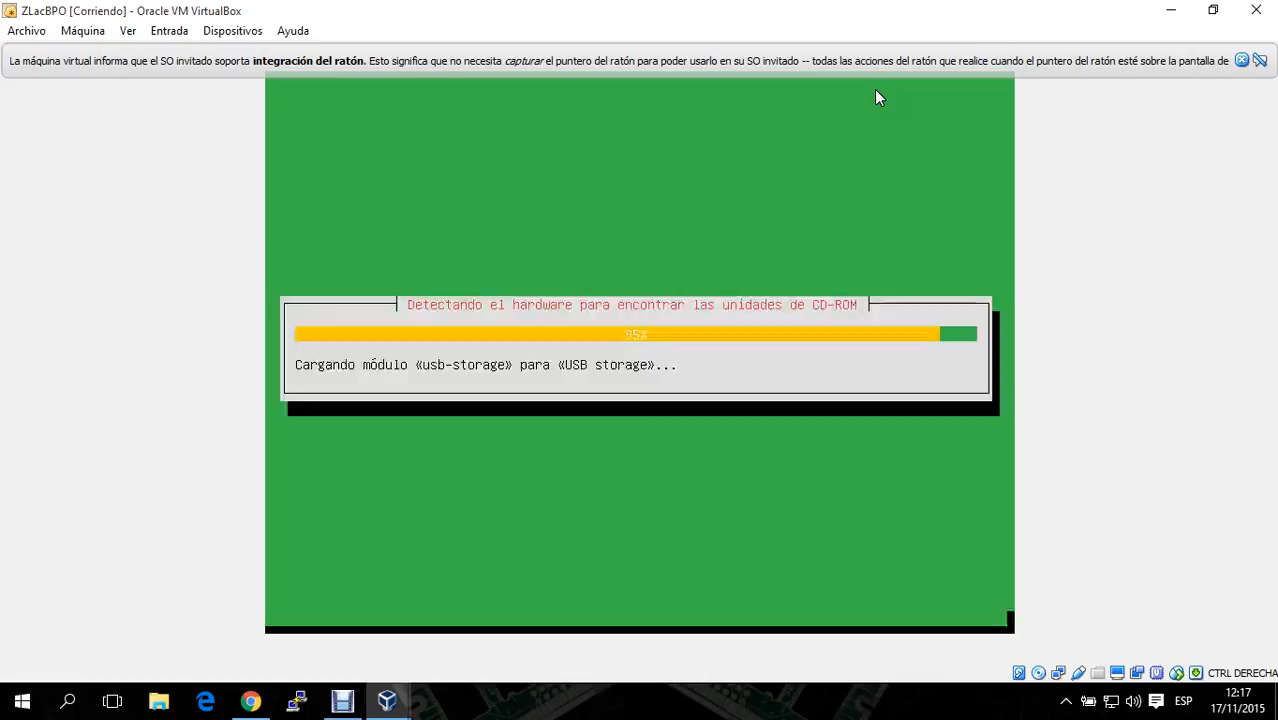 ZLacBPO [Corriendo] - Oracle VM VirtualBox
Archivo Máquina Ver Entrada Dispositivos Ayuda
La máquina virtual informa que el SO invitado soporta integración del ratón. Esto significa que no necesita capturar el puntero del ratón para poder usarlo en su SO invitado -- todas las acciones del ratón que realice cuando el puntero del ratón esté sobre la pantalla de
Detectando el hardware para encontrar las unidades de CD-ROM
95%
Cargando módulo «usb-storage» para «USB storage»...
CTRL DERECHA
ESP
12:17
17/11/2015